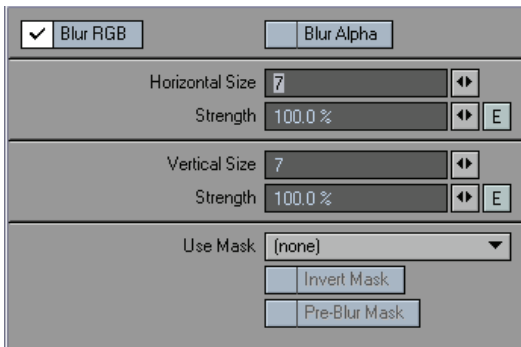 Blur RGB Blur Alpha
Horizontal Size 7
Strength 100.0 % E
Vertical Size 7
Strength 100.0 % E
Use Mask (none)
Invert Mask
Pre-Blur Mask